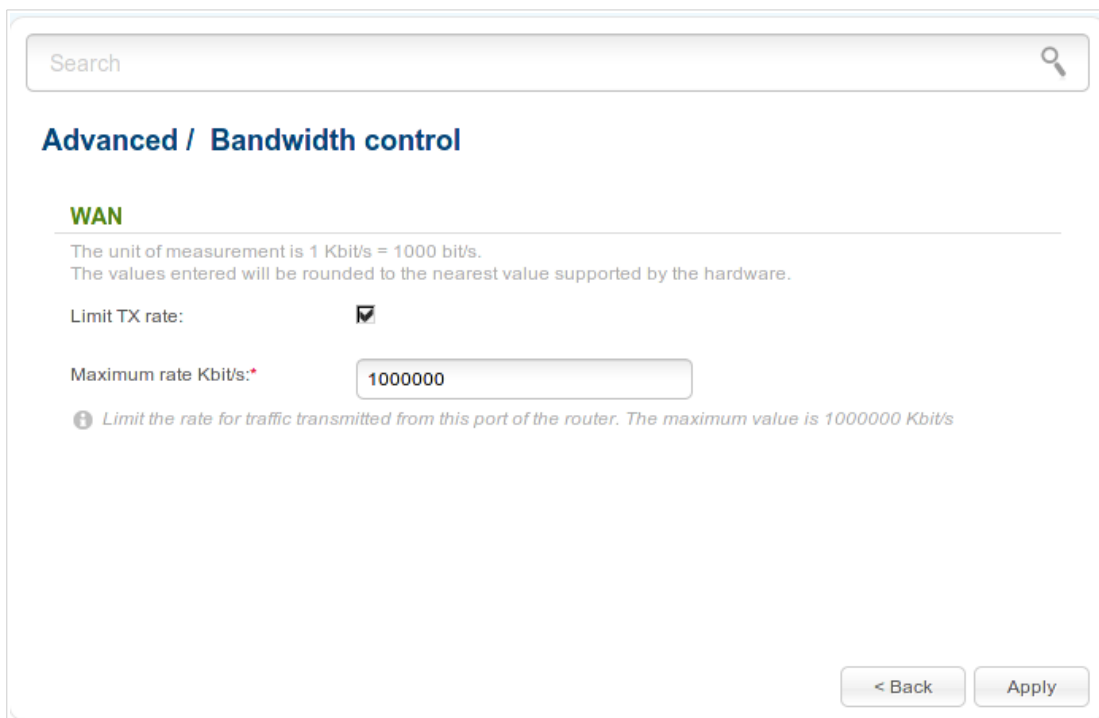 Search
Advanced / Bandwidth control
WAN
The unit of measurement is 1 Kbit/s = 1000 bit/s.
The values entered will be rounded to the nearest value supported by the hardware.
Limit TX rate:
Maximum rate Kbit/s:* 1000000
Limit the rate for traffic transmitted from this port of the router. The maximum value is 1000000 Kbit/s
< Back Apply